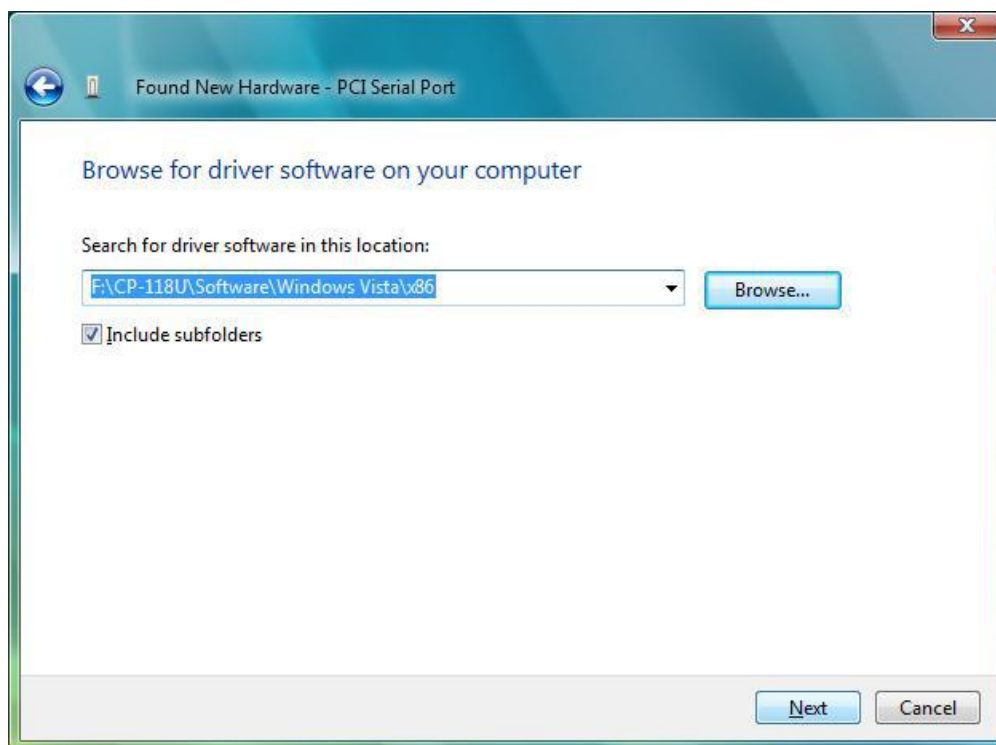 Found New Hardware - PCI Serial Port
Browse for driver software on your computer
Search for driver software in this location:
F:\CP-118U\Software\Windows Vista\x86
Browse...
Include subfolders
Next
Cancel